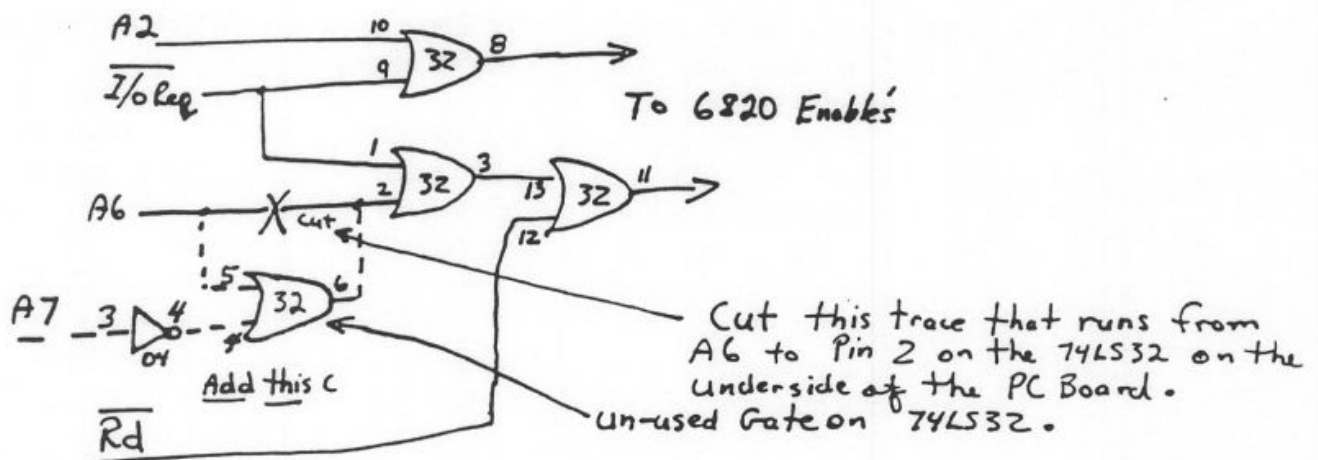 A2 10 32 8
I/O Req 9
To 6820 Enable's
1 32 3 13 32 11
A6 cut 2
12
5 32 6
A7 3 4 04 4
Cut this trace that runs from
A6 to Pin 2 on the 74LS32 on the
underside of the PC Board.
Add this C
un-used Gate on 74LS32.
Rd